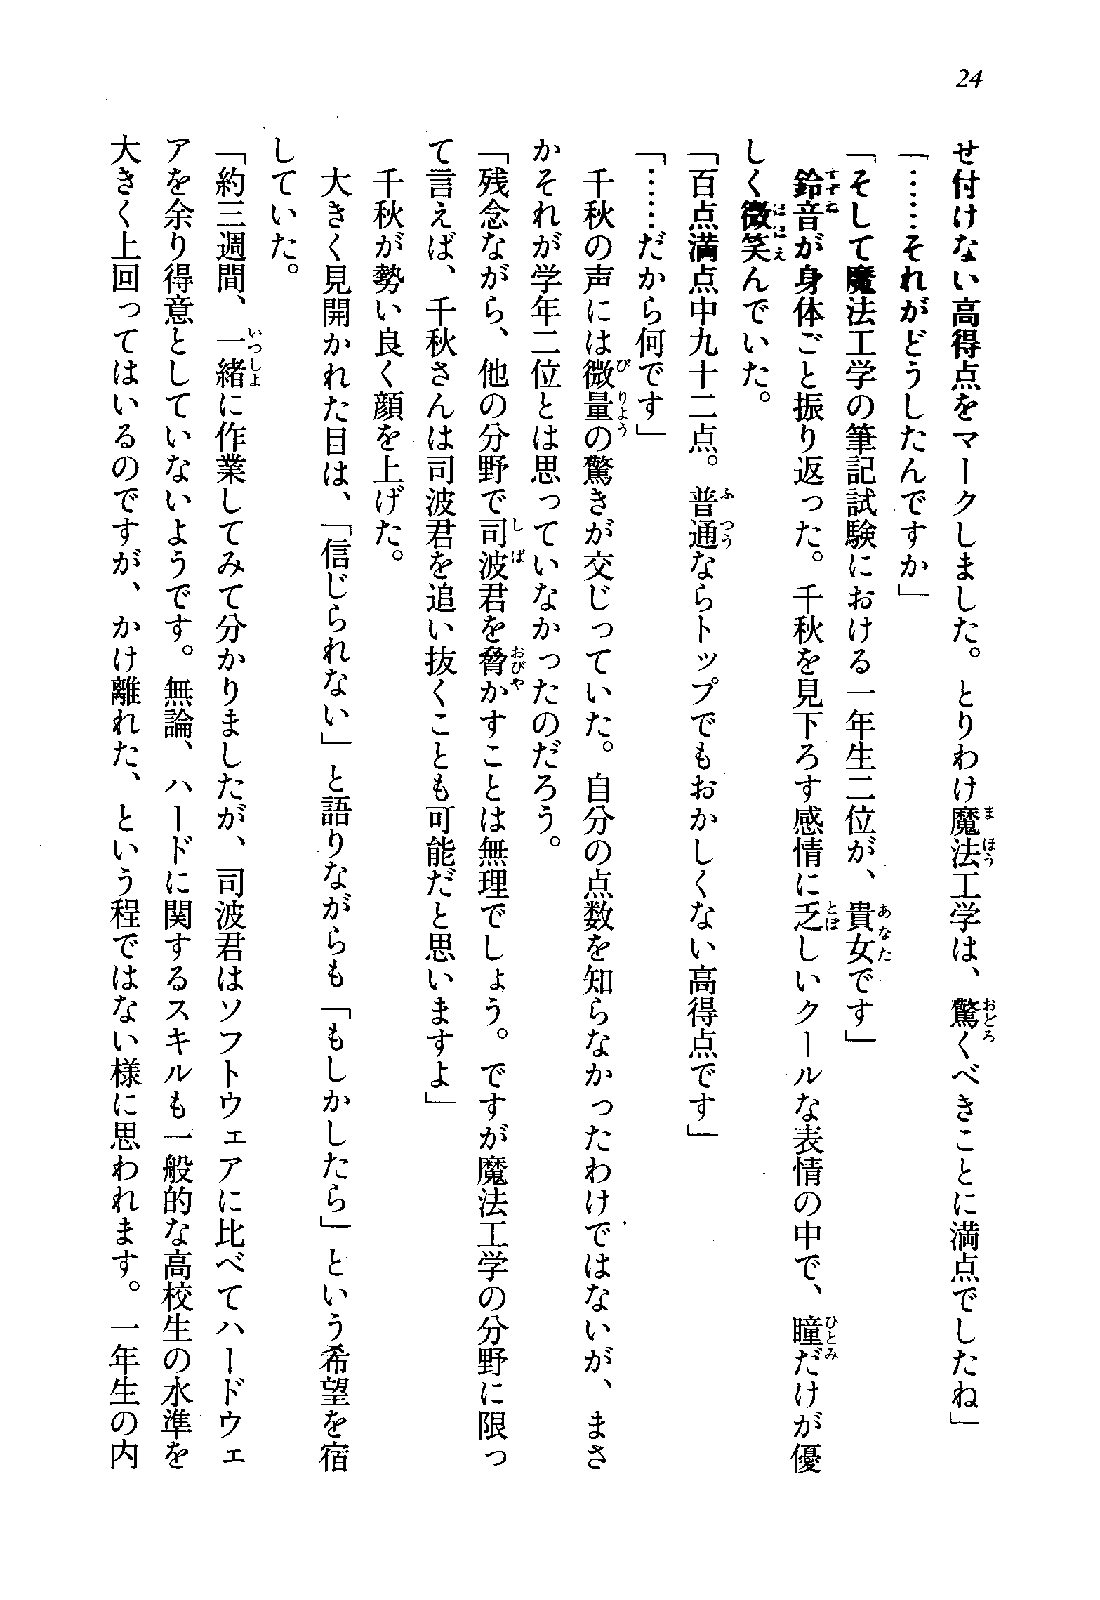 24
せ付けない高得点をマークしました。とりわけ魔法工学は、驚くべきことに満点でしたね」
「……それがどうしたんですか」
「そして魔法工学の筆記試験における一年生二位が、貴女です」
鈴音が身体ごと振り返った。千秋を見下ろす感情に乏しいクールな表情の中で、瞳だけが優
しく微笑んでいた。
「百点満点中九十二点。普通ならトップでもおかしくない高得点です」
「……だから何です」
千秋の声には微量の驚きが交じっていた。自分の点数を知らなかったわけではないが、まさ
かそれが学年二位とは思っていなかったのだろう。
「残念ながら、他の分野で司波君を脅かすことは無理でしょう。ですが魔法工学の分野に限っ
て言えば、千秋さんは司波君を追い抜くことも可能だと思いますよ」
千秋が勢い良く顔を上げた。
大きく見開かれた目は、「信じられない」と語りながらも「もしかしたら」という希望を宿
していた。
「約三週間、一緒に作業してみて分かりましたが、司波君はソフトウェアに比べてハードウェ
アを余り得意としていないようです。無論、ハードに関するスキルも一般的な高校生の水準を
大きく上回ってはいるのですが、かけ離れた、という程ではない様に思われます。一年生の内